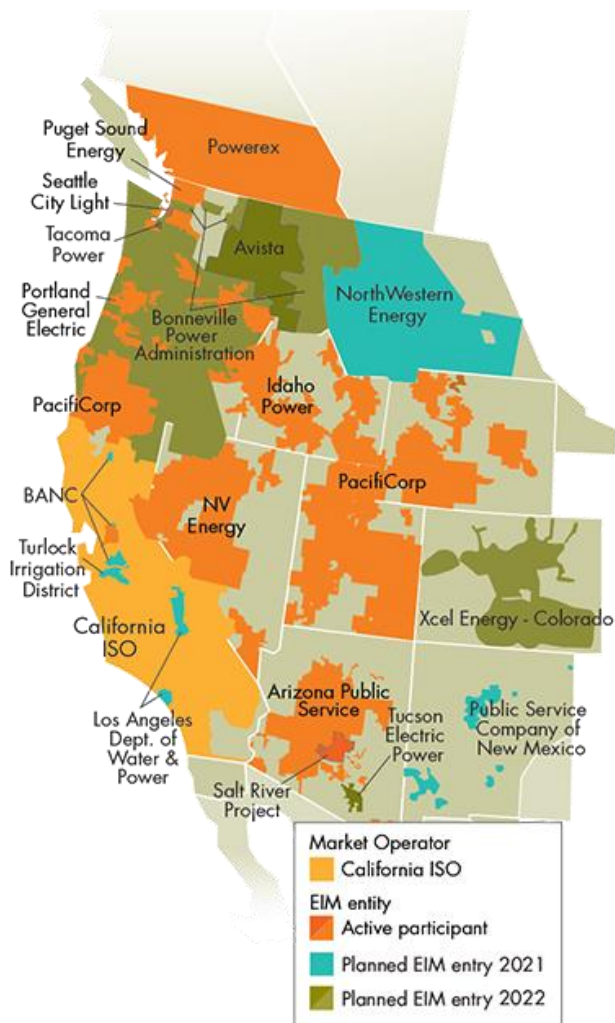 Puget Sound
Energy
Powerex
Seattle
City Light
Tacoma
Power
Avista
NorthWestern
Energy
Portland
General
Electric
Bonneville
Power
Administration
Idaho
Power
PacifiCorp
PacifiCorp
BANC
NV
Energy
Turlock
Irrigation
District
California
ISO
Xcel Energy - Colorado
Los Angeles
Dept. of
Water &
Power
Arizona Public
Service
Tucson
Electric
Power
Public Service
Company of
New Mexico
Salt River
Project
Market Operator
California ISO
EIM entity
Active participant
Planned EIM entry 2021
Planned EIM entry 2022